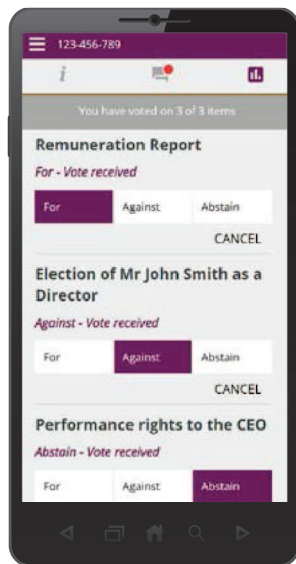 123-456-789
i
You have voted on 3 of 3 items
Remuneration Report
For - Vote received
For Against Abstain
CANCEL
Election of Mr John Smith as a
Director
Against - Vote received
For Against Abstain
CANCEL
Performance rights to the CEO
Abstain - Vote received
For Against Abstain